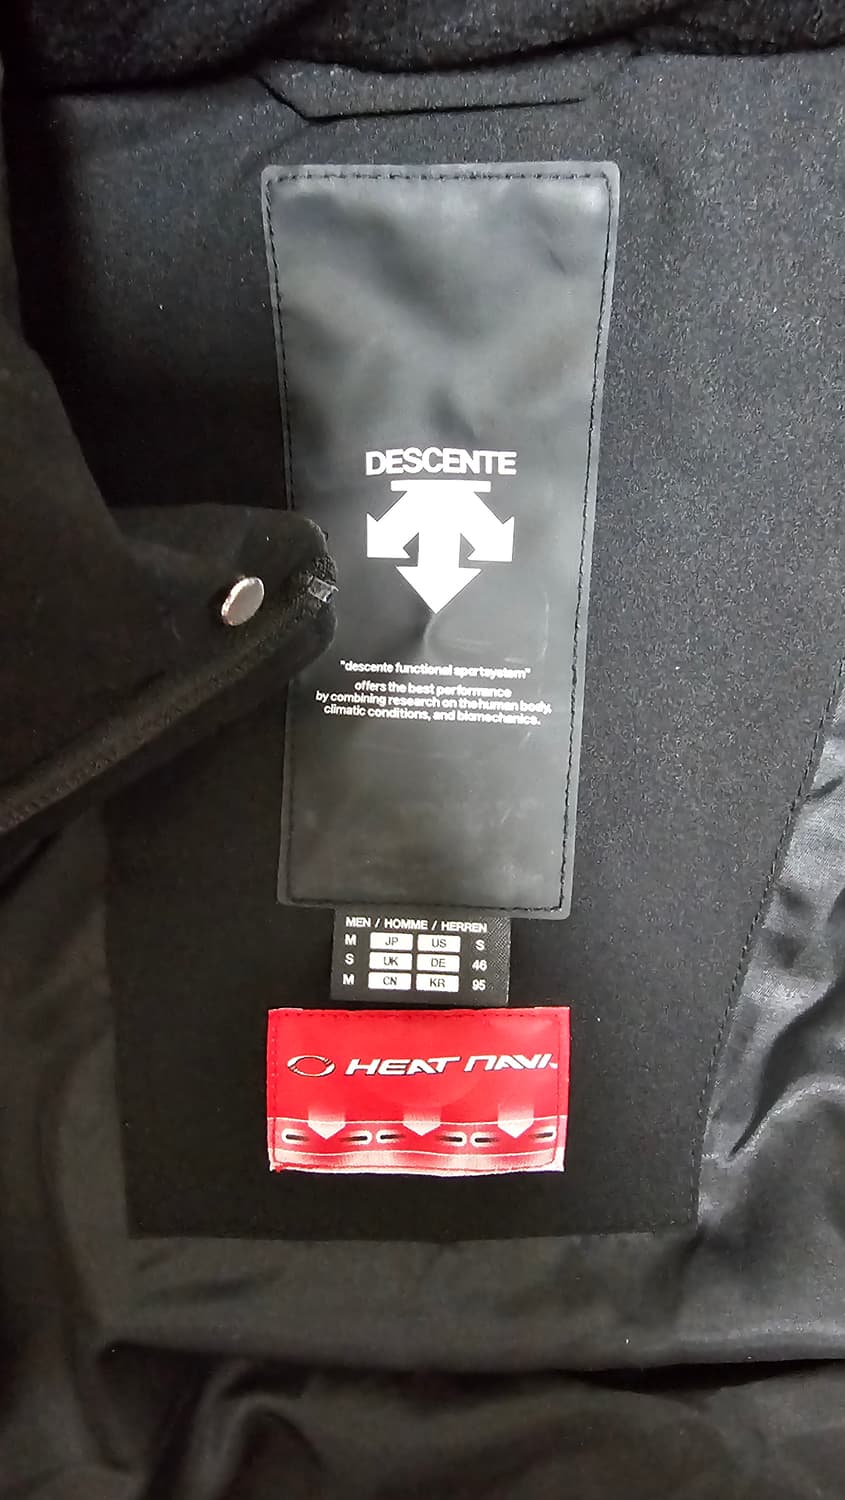 DESCENTE
"descente functional sportsystem"
offers the best performance
by combining research on the human body,
climatic conditions, and biomechanics.
MEN / HOMME / HERREN
M JP US S
S UK DE 46
M CN KR 95
HEAT NAVI